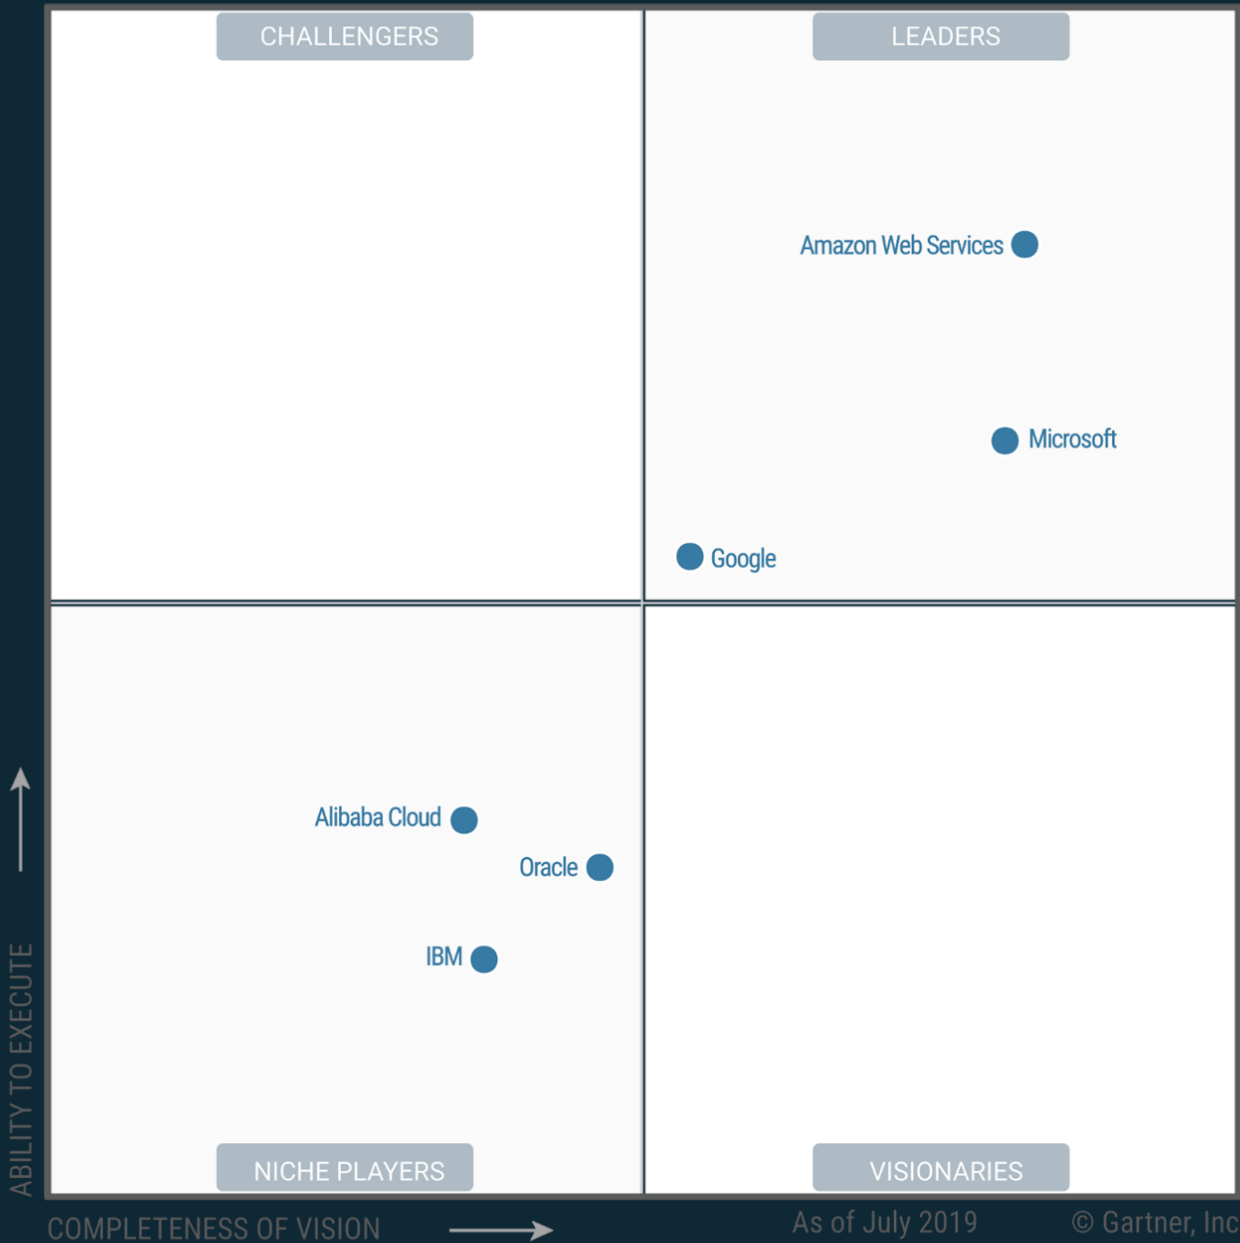 CHALLENGERS
LEADERS
Amazon Web Services
Microsoft
Google
Alibaba Cloud
Oracle
IBM
ABILITY TO EXECUTE
NICHE PLAYERS
VISIONARIES
COMPLETENESS OF VISION
As of July 2019
© Gartner, Inc